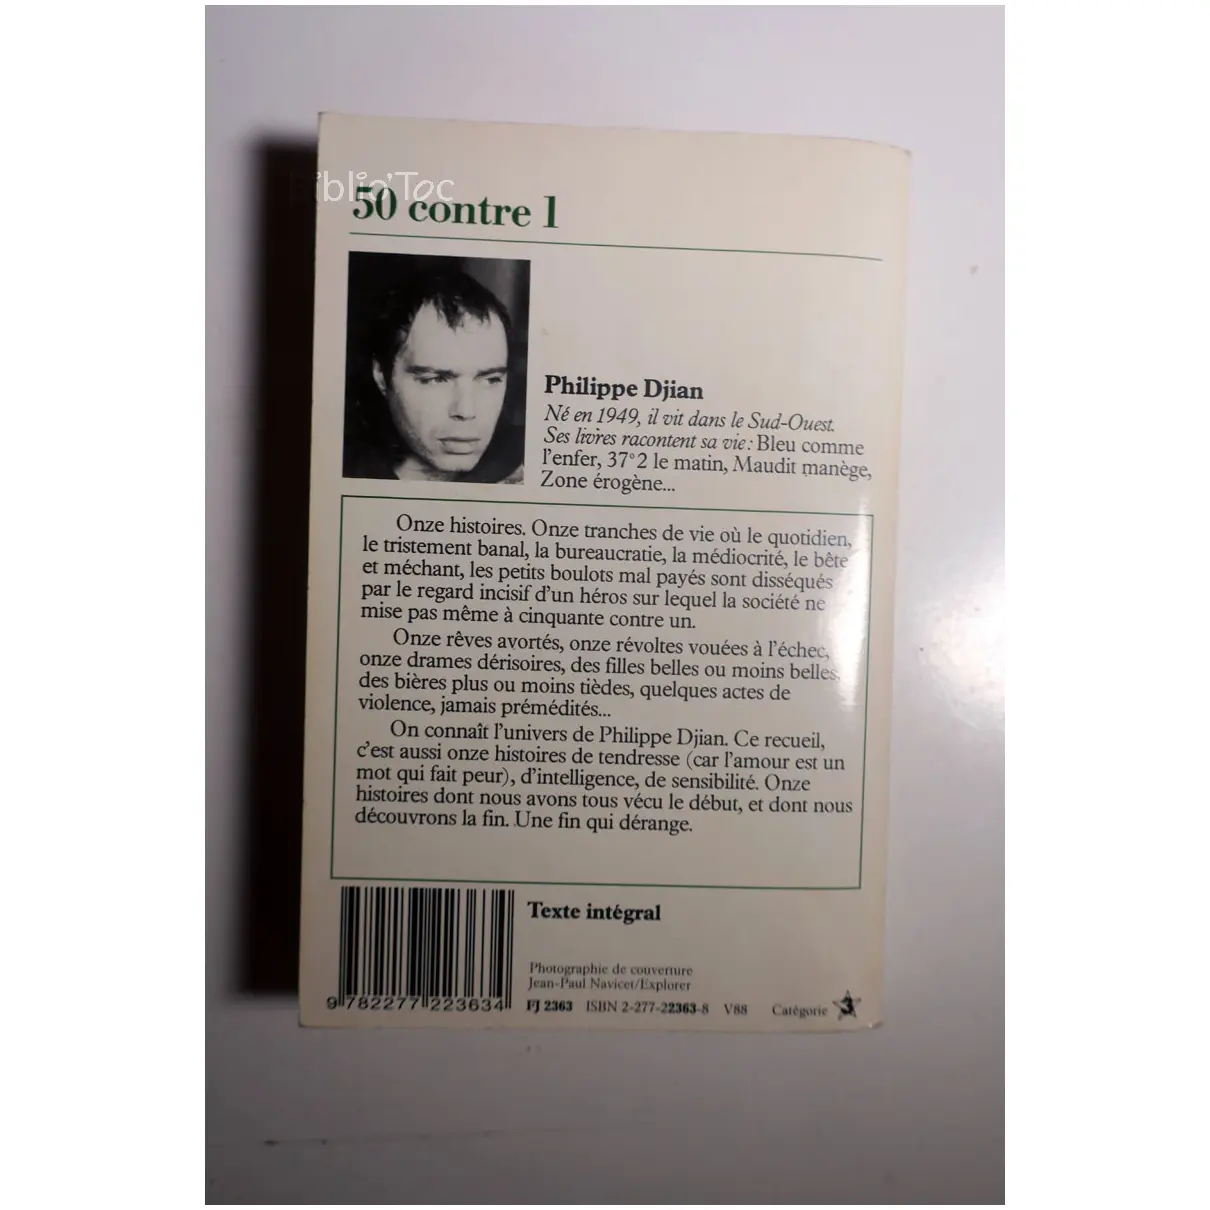 Biblio'Toc
50 contre 1
Philippe Djian
Né en 1949, il vit dans le Sud-Ouest.
Ses livres racontent sa vie : Bleu comme
l'enfer, 37°2 le matin, Maudit manège,
Zone érogène...
Onze histoires. Onze tranches de vie où le quotidien,
le tristement banal, la bureaucratie, la médiocrité, le bête
et méchant, les petits boulots mal payés sont disséqués
par le regard incisif d'un héros sur lequel la société ne
mise pas même à cinquante contre un.
Onze rêves avortés, onze révoltes vouées à l'échec,
onze drames dérisoires, des filles belles ou moins belles,
des bières plus ou moins tièdes, quelques actes de
violence, jamais prémédités...
On connaît l'univers de Philippe Djian. Ce recueil,
c'est aussi onze histoires de tendresse (car l'amour est un
mot qui fait peur), d'intelligence, de sensibilité. Onze
histoires dont nous avons tous vécu le début, et dont nous
découvrons la fin. Une fin qui dérange.
Texte intégral
Photographie de couverture
Jean-Paul Navicet/Explorer
9 782277 223634 FJ 2363 ISBN 2-277-22363-8 V88 Catégorie 3